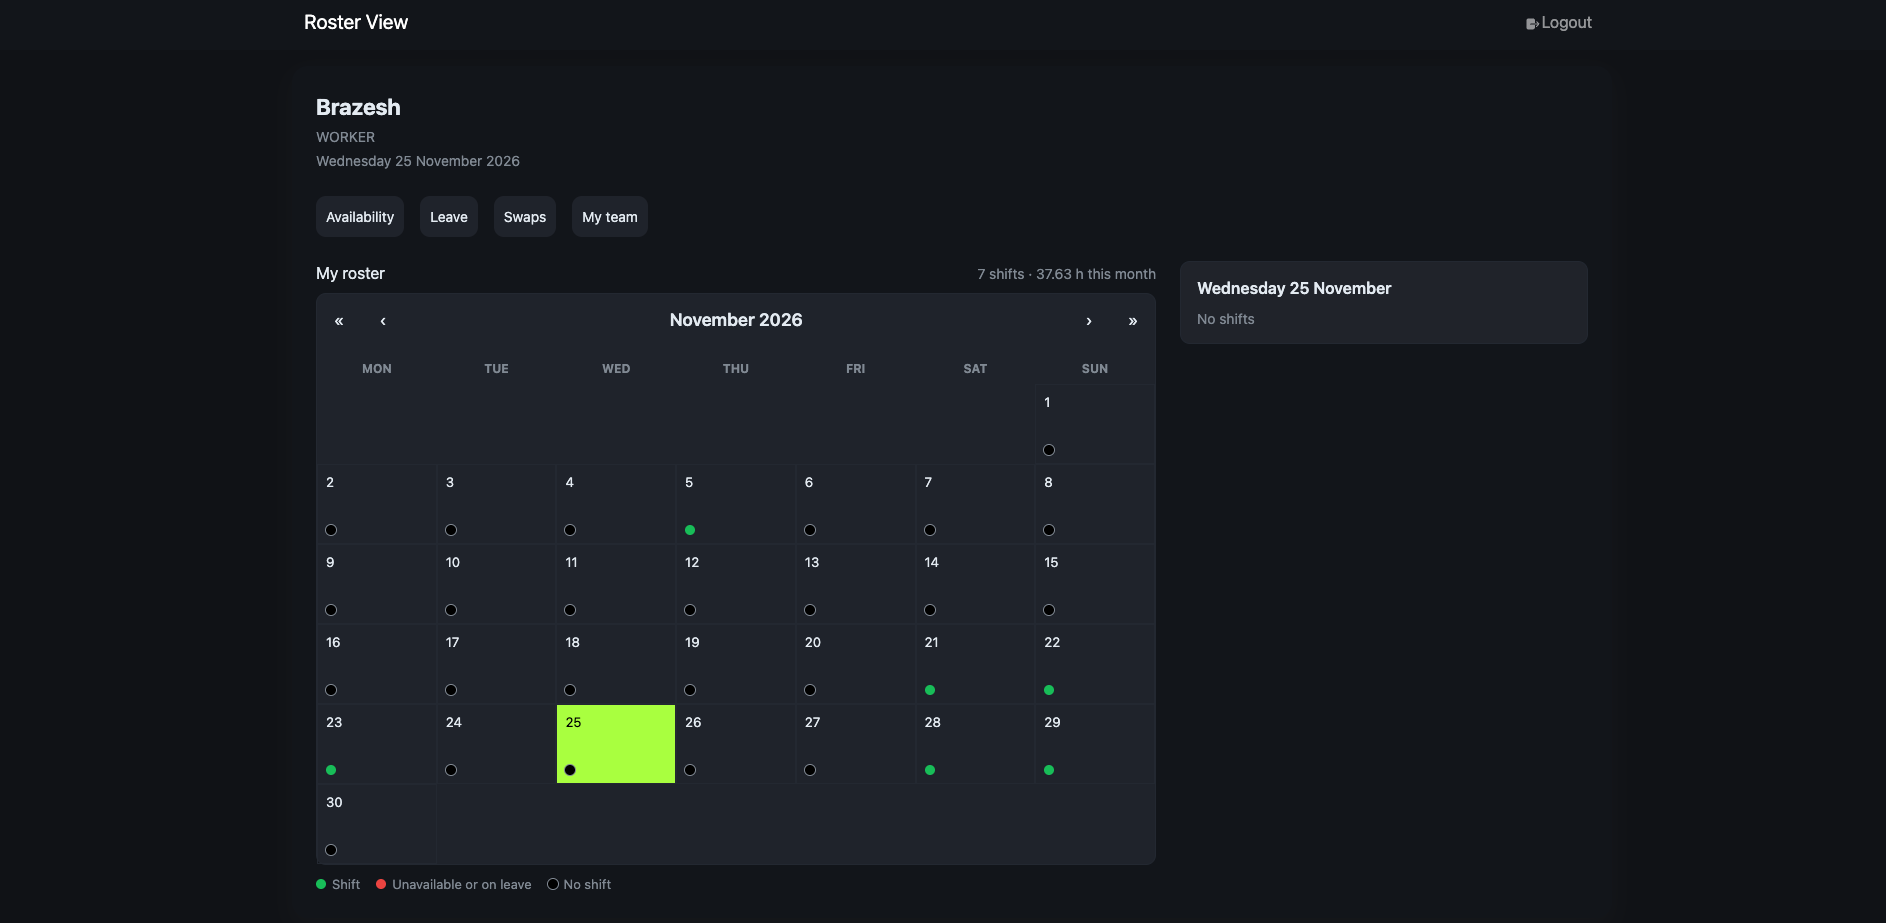 Roster View
Logout
Brazesh
WORKER
Wednesday 25 November 2026
Availability Leave Swaps My team
My roster
7 shifts · 37.63 h this month
« ‹ November 2026 › »
MON TUE WED THU FRI SAT SUN
1
2 3 4 5 6 7 8
9 10 11 12 13 14 15
16 17 18 19 20 21 22
23 24 25 26 27 28 29
30
Shift Unavailable or on leave No shift
Wednesday 25 November
No shifts